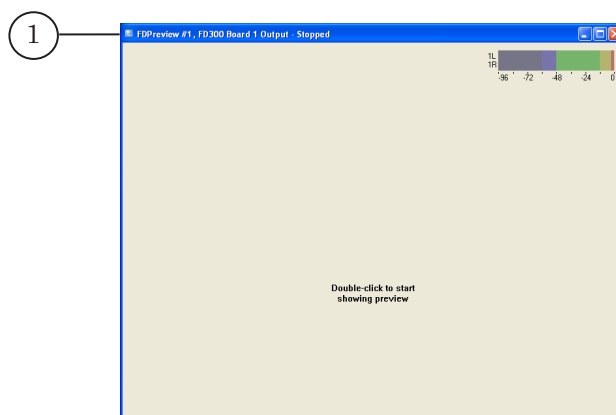 1
FDPreview #1 , FD300 Board 1 Output - Stopped
1L
1R
-96 -72 -48 -24 0
Double-click to start
showing preview